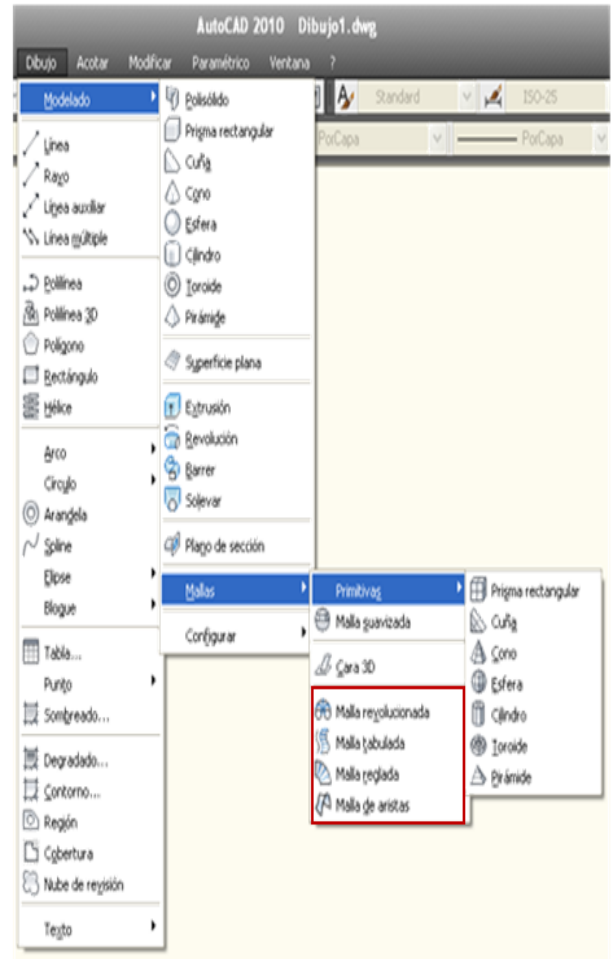 AutoCAD 2010 Dibujo1.dwg
Dibujo Acotar Modificar Paramétrico Ventana ?
Standard ISO-25
PorCapa PorCapa
Modelado
Línea
Rayo
Línea auxiliar
Línea múltiple
Polilínea
Polilínea 3D
Polígono
Rectángulo
Hélice
Arco
Círculo
Arandela
Spline
Elipse
Bloque
Tabla...
Punto
Sombreado...
Degradado...
Contorno...
Región
Cobertura
Nube de revisión
Texto
Polisólido
Prisma rectangular
Cuña
Cono
Esfera
Cilindro
Toroide
Pirámide
Superficie plana
Extrusión
Revolución
Barrer
Solevar
Plano de sección
Mallas
Configurar
Primitivas
Malla suavizada
Cara 3D
Malla revolucionada
Malla tabulada
Malla reglada
Malla de aristas
Prisma rectangular
Cuña
Cono
Esfera
Cilindro
Toroide
Pirámide